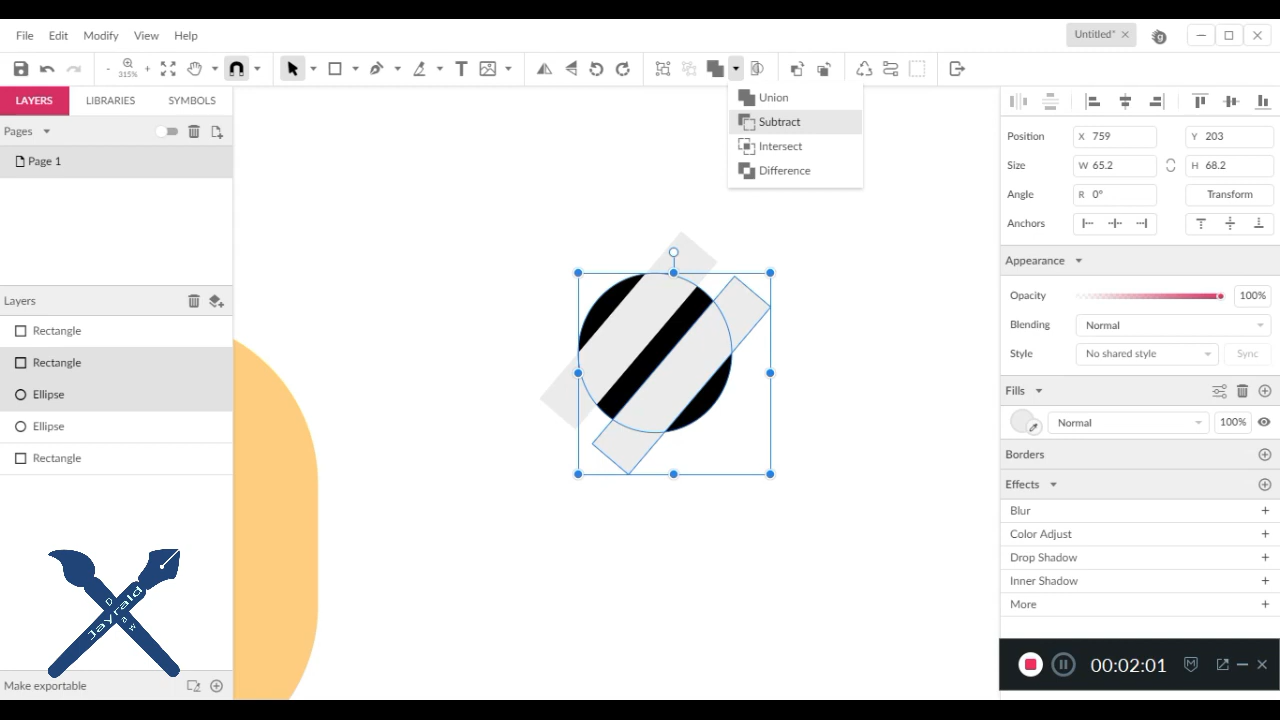 File Edit Modify View Help
Untitled*
- 315% +
LAYERS LIBRARIES SYMBOLS
Pages
Page 1
Layers
Rectangle
Rectangle
Ellipse
Ellipse
Rectangle
Jayrald
D
a
w
Make exportable
Union
Subtract
Intersect
Difference
Position X 759 Y 203
Size W 65.2 H 68.2
Angle R 0° Transform
Anchors
Appearance
Opacity 100%
Blending Normal
Style No shared style Sync
Fills
Normal 100%
Borders
Effects
Blur +
Color Adjust +
Drop Shadow +
Inner Shadow +
More +
00:02:01